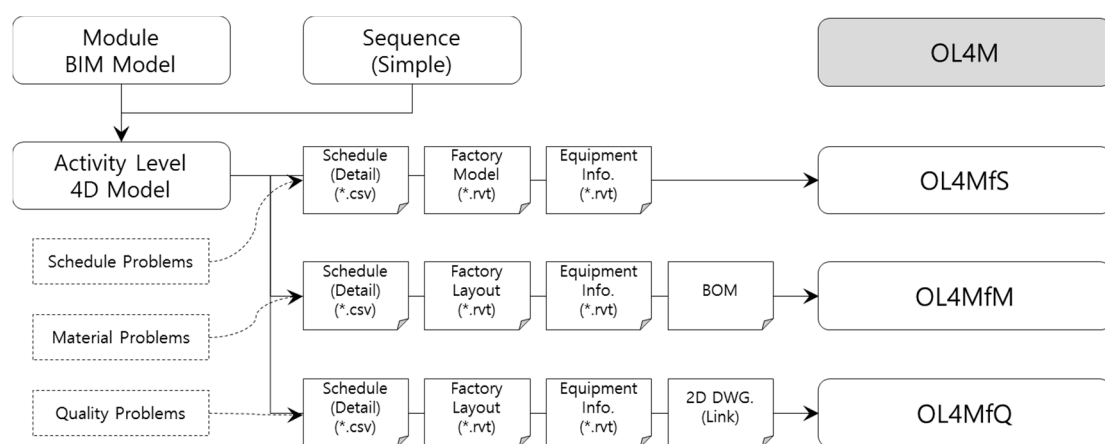 Module
BIM Model
Sequence
(Simple)
OL4M
Activity Level
4D Model
Schedule
(Detail)
(*.csv)
Factory
Model
(*.rvt)
Equipment
Info.
(*.rvt)
OL4MfS
Schedule Problems
Schedule
(Detail)
(*.csv)
Factory
Layout
(*.rvt)
Equipment
Info.
(*.rvt)
BOM
OL4MfM
Material Problems
Schedule
(Detail)
(*.csv)
Factory
Layout
(*.rvt)
Equipment
Info.
(*.rvt)
2D DWG.
(Link)
OL4MfQ
Quality Problems